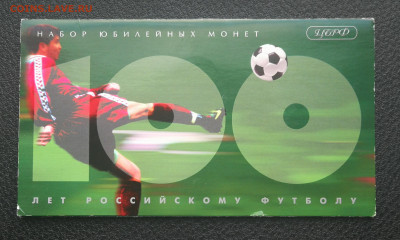 НАБОР ЮБИЛЕЙНЫХ МОНЕТ
ЦБРФ
100
ЛЕТ РОССИЙСКОМУ ФУТБОЛУ